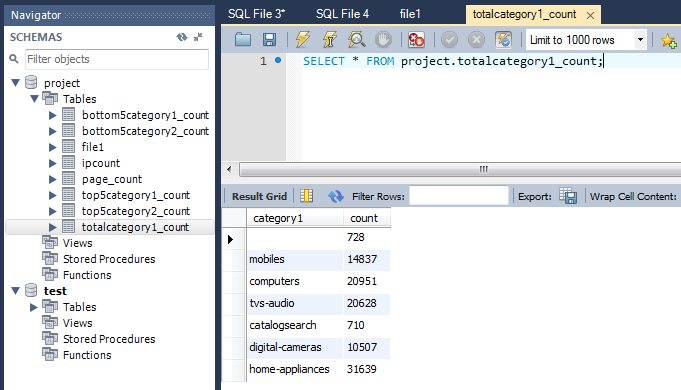 Navigator
SCHEMAS
Filter objects
project
Tables
bottom5category1_count
bottom5category2_count
file1
ipcount
page_count
top5category1_count
top5category2_count
totalcategory1_count
Views
Stored Procedures
Functions
test
Tables
Views
Stored Procedures
Functions
SQL File 3* SQL File 4 file1 totalcategory1_count ×
Limit to 1000 rows
1 SELECT * FROM project.totalcategory1_count;
Result Grid Filter Rows: Export: Wrap Cell Content:
category1 count
728
mobiles 14837
computers 20951
tvs-audio 20628
catalogsearch 710
digital-cameras 10507
home-appliances 31639